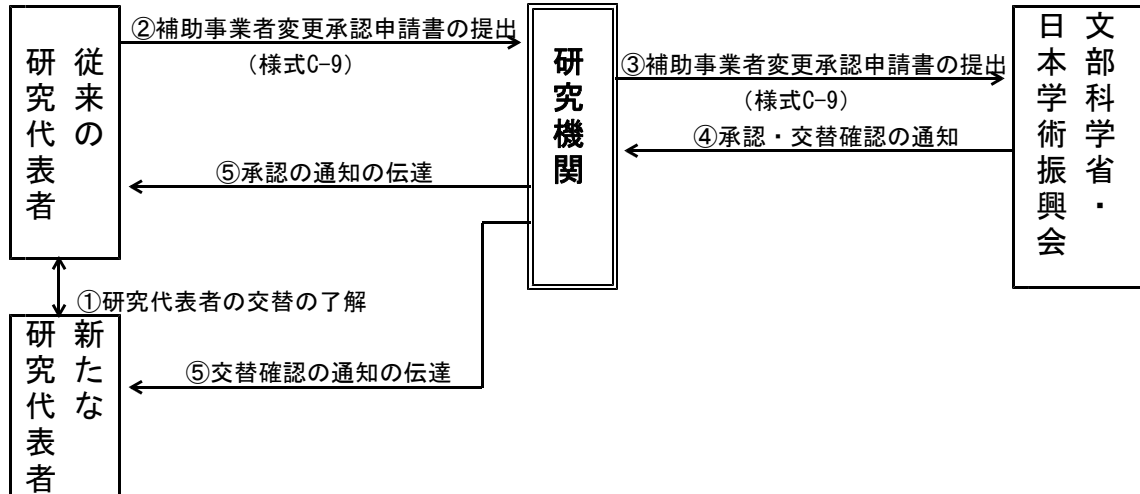 従来の
研究代表者
②補助事業者変更承認申請書の提出
（様式C-9）
研究機関
③補助事業者変更承認申請書の提出
（様式C-9）
④承認・交替確認の通知
文部科学省・
日本学術振興会
⑤承認の通知の伝達
①研究代表者の交替の了解
新たな
研究代表者
⑤交替確認の通知の伝達